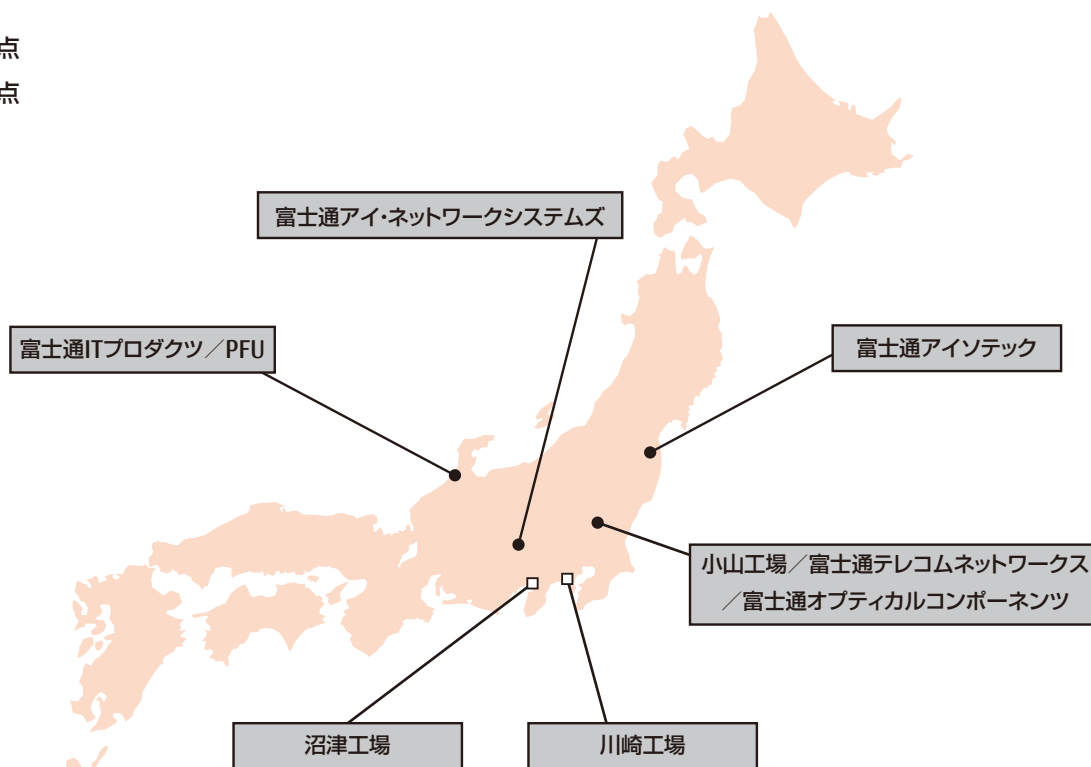 点
点
富士通アイ・ネットワークシステムズ
富士通ITプロダクツ／PFU
富士通アイソテック
小山工場／富士通テレコムネットワークス
／富士通オプティカルコンポーネンツ
沼津工場
川崎工場